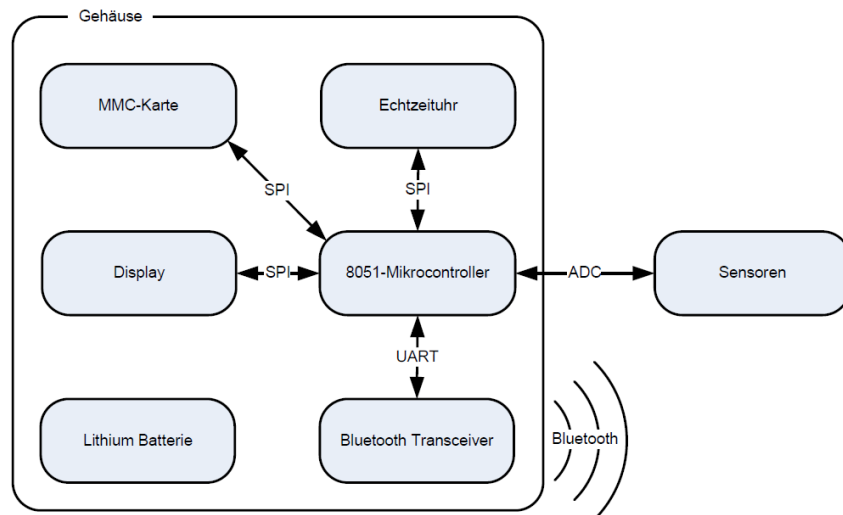 Gehäuse
MMC-Karte
Echtzeituhr
SPI
SPI
Display
SPI
8051-Mikrocontroller
ADC
Sensoren
UART
Lithium Batterie
Bluetooth Transceiver
Bluetooth